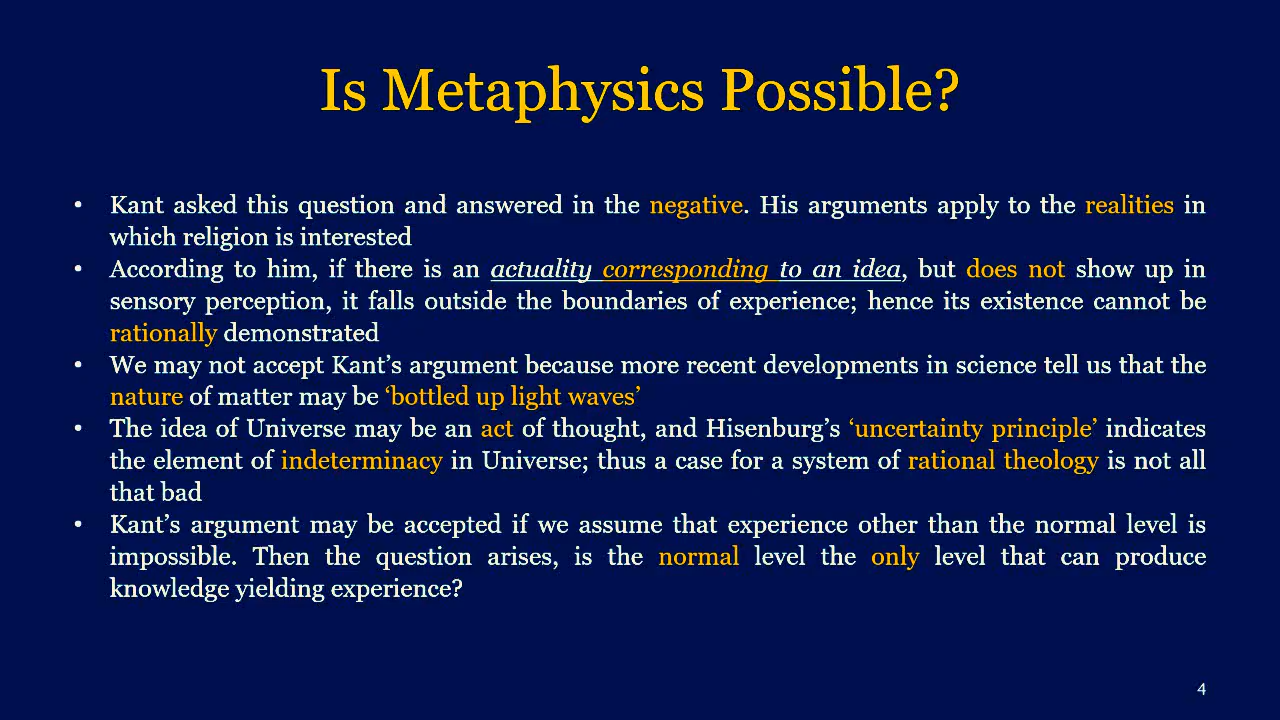 Is Metaphysics Possible?
• Kant asked this question and answered in the negative. His arguments apply to the realities in
which religion is interested
• According to him, if there is an actuality corresponding to an idea, but does not show up in
sensory perception, it falls outside the boundaries of experience; hence its existence cannot be
rationally demonstrated
• We may not accept Kant’s argument because more recent developments in science tell us that the
nature of matter may be ‘bottled up light waves’
• The idea of Universe may be an act of thought, and Hisenburg’s ‘uncertainty principle’ indicates
the element of indeterminacy in Universe; thus a case for a system of rational theology is not all
that bad
• Kant’s argument may be accepted if we assume that experience other than the normal level is
impossible. Then the question arises, is the normal level the only level that can produce
knowledge yielding experience?
4